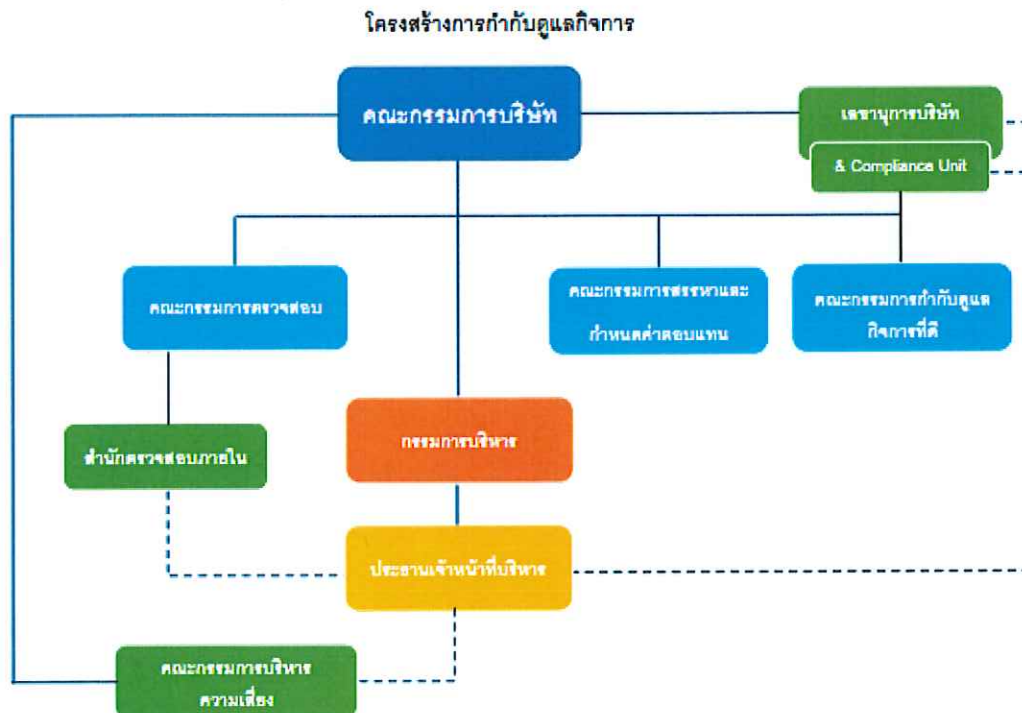 โครงสร้างการกำกับดูแลกิจการ
คณะกรรมการบริษัท
เลขานุการบริษัท
& Compliance Unit
คณะกรรมการตรวจสอบ
คณะกรรมการสรรหาและ
กำหนดค่าตอบแทน
คณะกรรมการกำกับดูแล
กิจการที่ดี
สำนักตรวจสอบภายใน
กรรมการบริหาร
ประธานเจ้าหน้าที่บริหาร
คณะกรรมการบริหาร
ความเสี่ยง